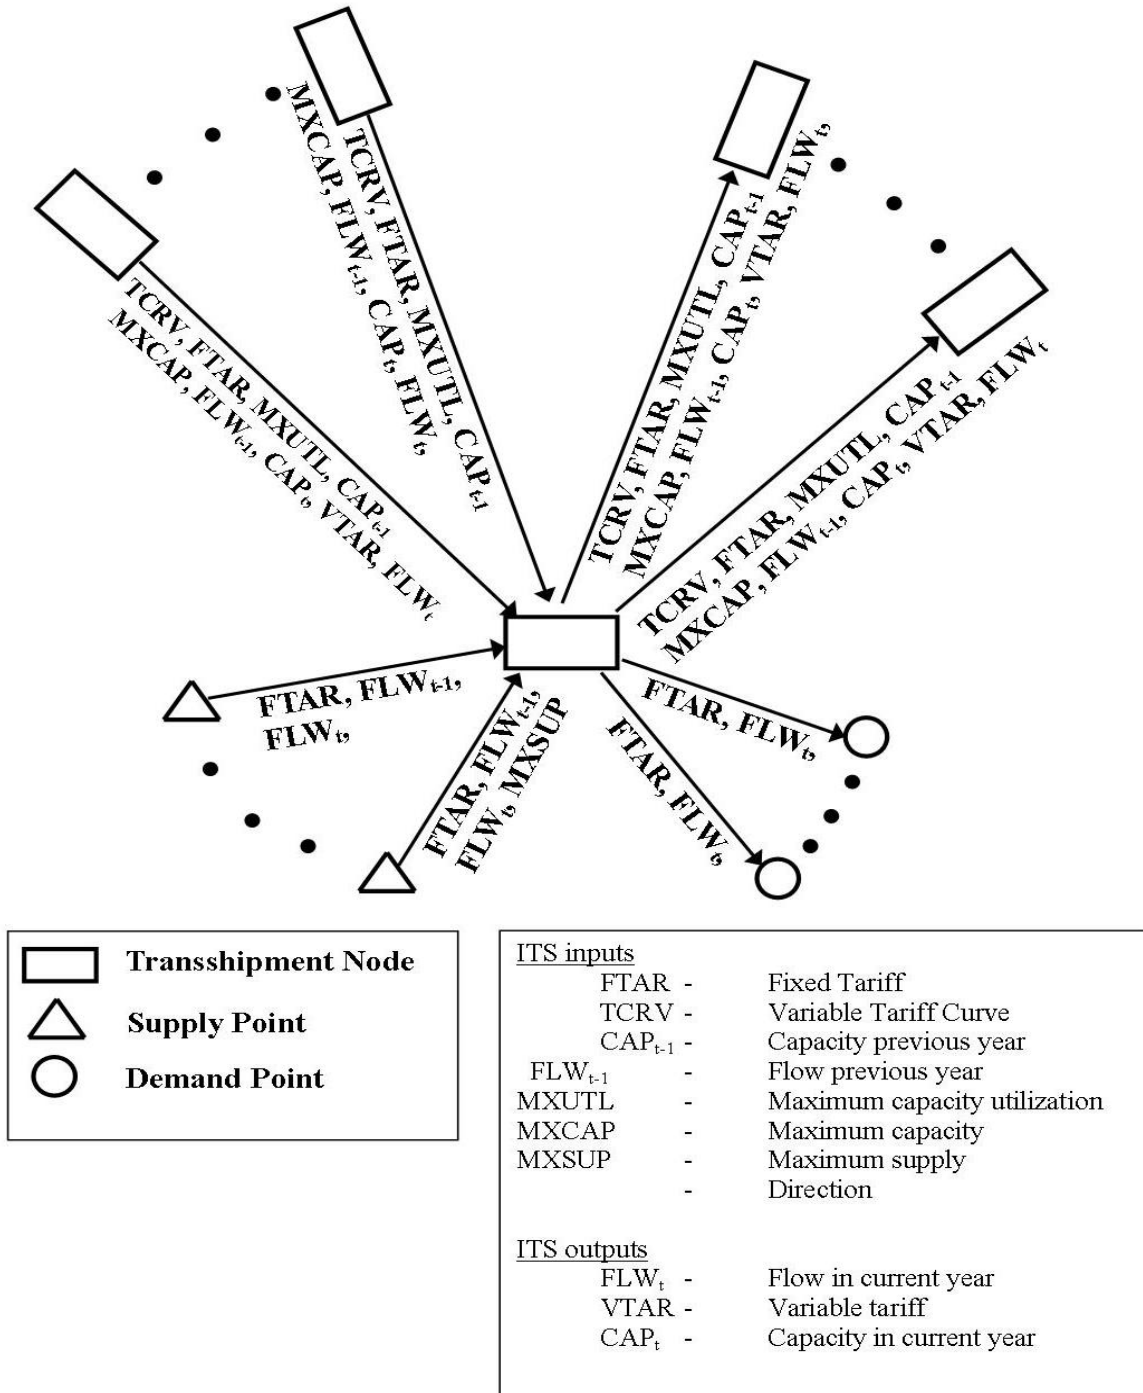 TCRV, FTAR, MXUTL, CAPt-1
MXCAP, FLWt-1, CAPt, VTAR, FLWt
TCRV, FTAR, MXUTL, CAPt-1
MXCAP, FLWt-1, CAPt, FLWt,
TCRV, FTAR, MXUTL, CAPt-1
MXCAP, FLWt-1, CAPt, VTAR, FLWt,
TCRV, FTAR, MXUTL, CAPt-1
MXCAP, FLWt-1, CAPt, VTAR, FLWt
FTAR, FLWt-1,
FLWt,
FTAR, FLWt-1,
FLWt, MXSUP
FTAR, FLWt,
FTAR, FLWt,
Transshipment Node
Supply Point
Demand Point
ITS inputs
FTAR - Fixed Tariff
TCRV - Variable Tariff Curve
CAPt-1 - Capacity previous year
FLWt-1 - Flow previous year
MXUTL - Maximum capacity utilization
MXCAP - Maximum capacity
MXSUP - Maximum supply
- Direction
ITS outputs
FLWt - Flow in current year
VTAR - Variable tariff
CAPt - Capacity in current year